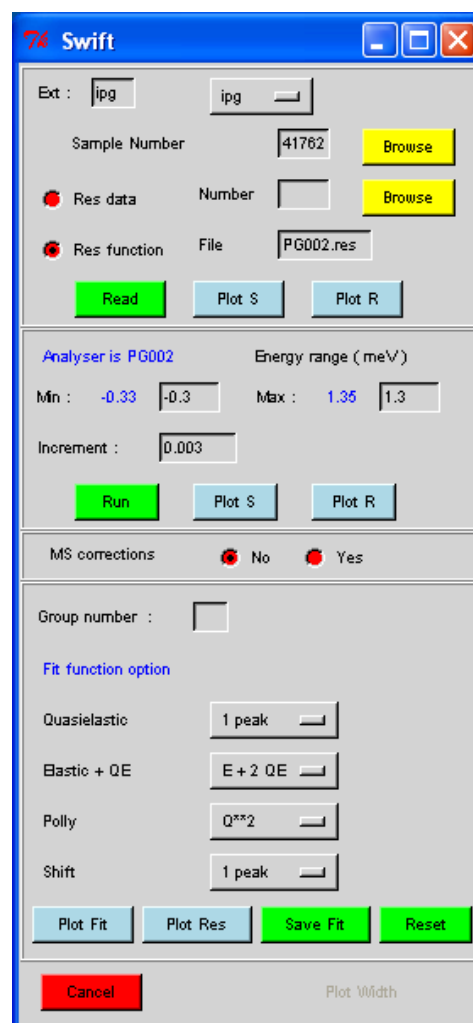 Swift
Ext : ipg ipg
Sample Number 41762 Browse
Res data Number Browse
Res function File PG002.res
Read Plot S Plot R
Analyser is PG002 Energy range ( meV )
Min : -0.33 -0.3 Max : 1.35 1.3
Increment : 0.003
Run Plot S Plot R
MS corrections No Yes
Group number :
Fit function option
Quasielastic 1 peak
Elastic + QE E + 2 QE
Polly Q**2
Shift 1 peak
Plot Fit Plot Res Save Fit Reset
Cancel Plot Width